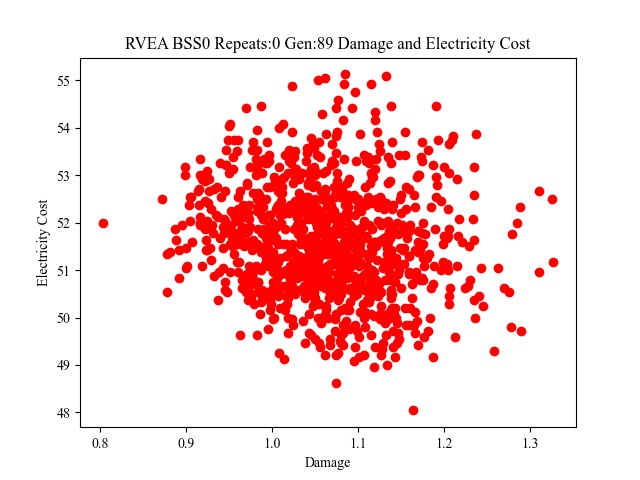 RVEA BSS0 Repeats:0 Gen:89 Damage and Electricity Cost
55
54
53
52
51
50
49
48
Electricity Cost
0.8 0.9 1.0 1.1 1.2 1.3
Damage